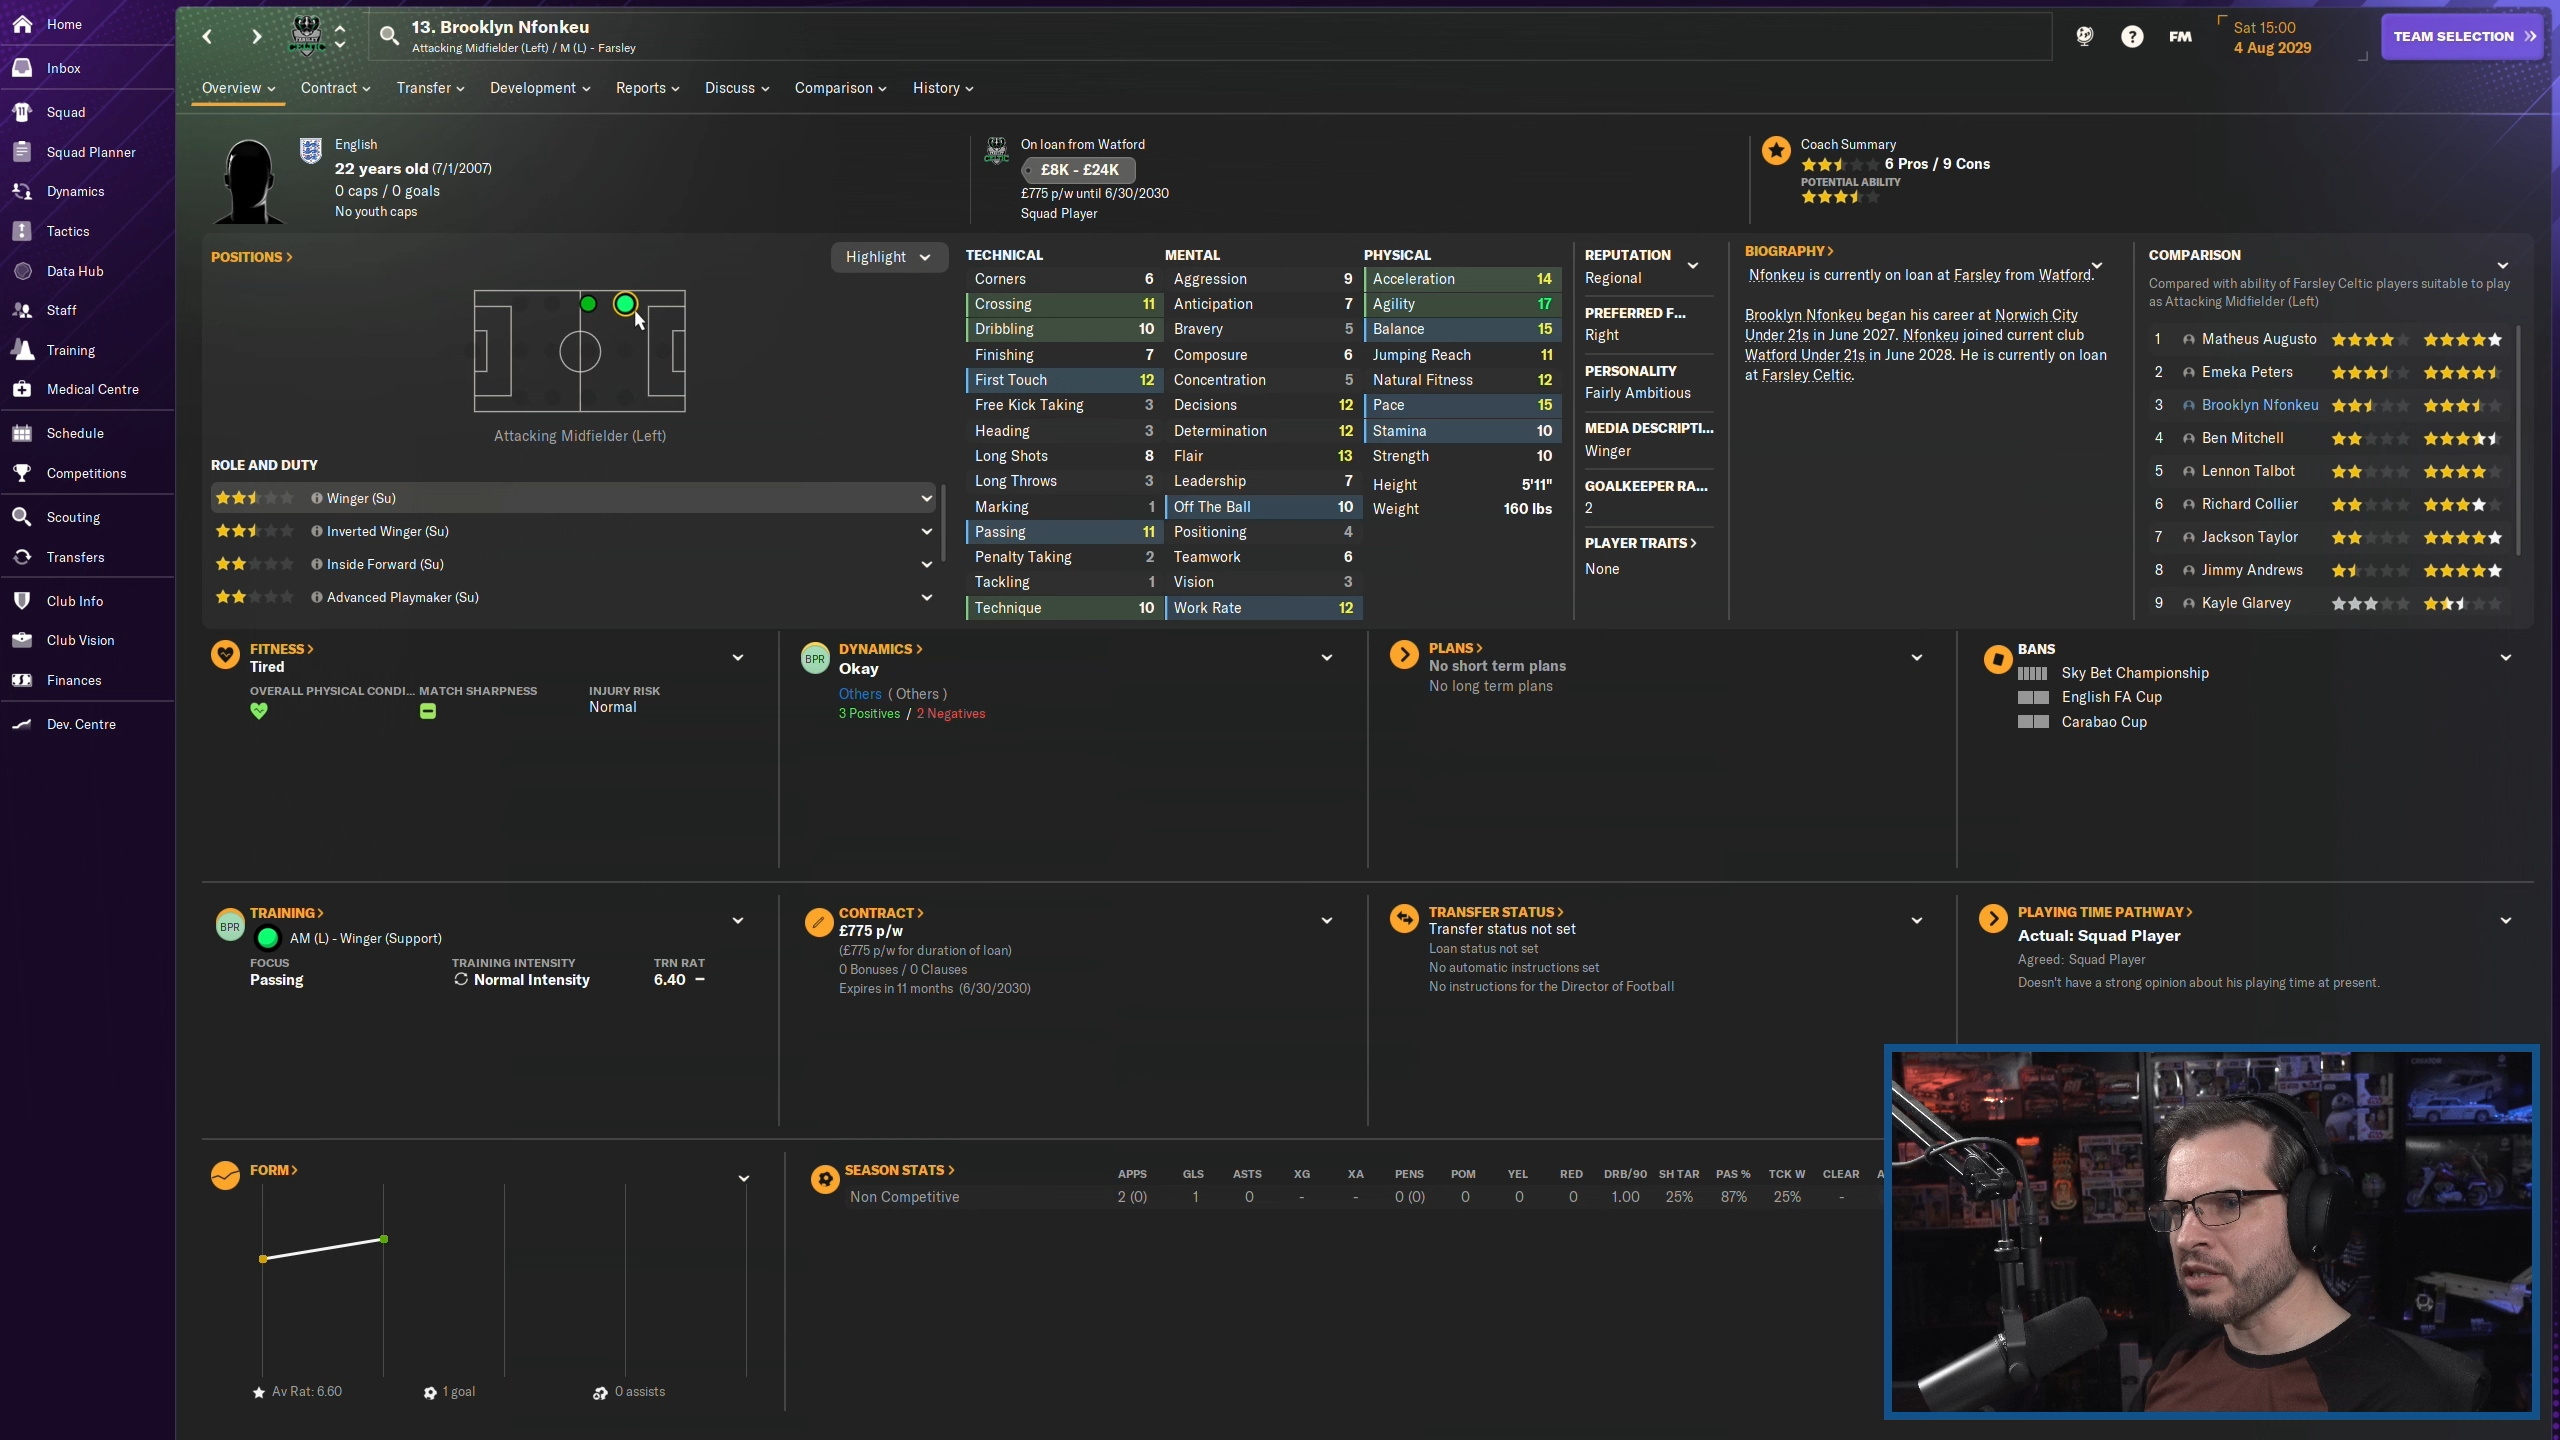 Home
Inbox
Squad
Squad Planner
Dynamics
Tactics
Data Hub
Staff
Training
Medical Centre
Schedule
Competitions
Scouting
Transfers
Club Info
Club Vision
Finances
Dev. Centre
13. Brooklyn Nfonkeu
Attacking Midfielder (Left) / M (L) - Farsley
FM
Sat 15:00
4 Aug 2029
TEAM SELECTION
Overview Contract Transfer Development Reports Discuss Comparison History
English
22 years old (7/1/2007)
0 caps / 0 goals
No youth caps
On loan from Watford
£8K - £24K
£775 p/w until 6/30/2030
Squad Player
Coach Summary
6 Pros / 9 Cons
POTENTIAL ABILITY
POSITIONS >
Highlight
Attacking Midfielder (Left)
ROLE AND DUTY
Winger (Su)
Inverted Winger (Su)
Inside Forward (Su)
Advanced Playmaker (Su)
TECHNICAL
Corners 6
Crossing 11
Dribbling 10
Finishing 7
First Touch 12
Free Kick Taking 3
Heading 3
Long Shots 8
Long Throws 3
Marking 1
Passing 11
Penalty Taking 2
Tackling 1
Technique 10
MENTAL
Aggression 9
Anticipation 7
Bravery 5
Composure 6
Concentration 5
Decisions 12
Determination 12
Flair 13
Leadership 7
Off The Ball 10
Positioning 4
Teamwork 6
Vision 3
Work Rate 12
PHYSICAL
Acceleration 14
Agility 17
Balance 15
Jumping Reach 11
Natural Fitness 12
Pace 15
Stamina 10
Strength 10
Height 5'11"
Weight 160 lbs
REPUTATION
Regional
PREFERRED F...
Right
PERSONALITY
Fairly Ambitious
MEDIA DESCRIPTI...
Winger
GOALKEEPER RA...
2
PLAYER TRAITS >
None
BIOGRAPHY >
Nfonkeu is currently on loan at Farsley from Watford.
Brooklyn Nfonkeu began his career at Norwich City
Under 21s in June 2027. Nfonkeu joined current club
Watford Under 21s in June 2028. He is currently on loan
at Farsley Celtic.
COMPARISON
Compared with ability of Farsley Celtic players suitable to play
as Attacking Midfielder (Left)
1 Matheus Augusto
2 Emeka Peters
3 Brooklyn Nfonkeu
4 Ben Mitchell
5 Lennon Talbot
6 Richard Collier
7 Jackson Taylor
8 Jimmy Andrews
9 Kayle Glarvey
FITNESS >
Tired
OVERALL PHYSICAL CONDI... MATCH SHARPNESS INJURY RISK
Normal
BPR
DYNAMICS >
Okay
Others ( Others )
3 Positives / 2 Negatives
PLANS >
No short term plans
No long term plans
BANS
Sky Bet Championship
English FA Cup
Carabao Cup
BPR
TRAINING >
AM (L) - Winger (Support)
FOCUS TRAINING INTENSITY TRN RAT
Passing Normal Intensity 6.40 –
CONTRACT >
£775 p/w
(£775 p/w for duration of loan)
0 Bonuses / 0 Clauses
Expires in 11 months (6/30/2030)
TRANSFER STATUS >
Transfer status not set
Loan status not set
No automatic instructions set
No instructions for the Director of Football
PLAYING TIME PATHWAY >
Actual: Squad Player
Agreed: Squad Player
Doesn't have a strong opinion about his playing time at present.
FORM >
Av Rat: 6.60 1 goal 0 assists
SEASON STATS > APPS GLS ASTS XG XA PENS POM YEL RED DRB/90 SH TAR PAS % TCK W CLEAR A
Non Competitive 2 (0) 1 0 - - 0 (0) 0 0 0 1.00 25% 87% 25% -